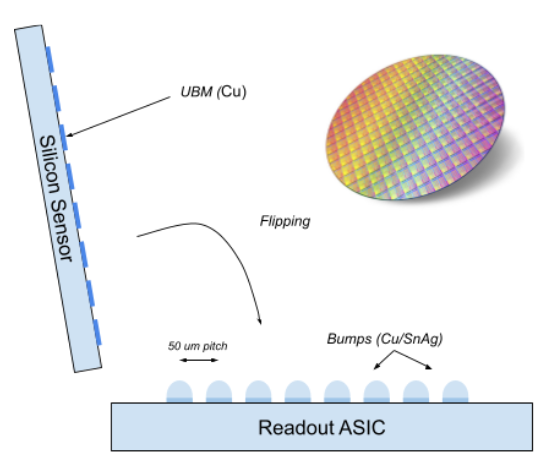 UBM (Cu)
Silicon Sensor
Flipping
50 um pitch
Bumps (Cu/SnAg)
Readout ASIC